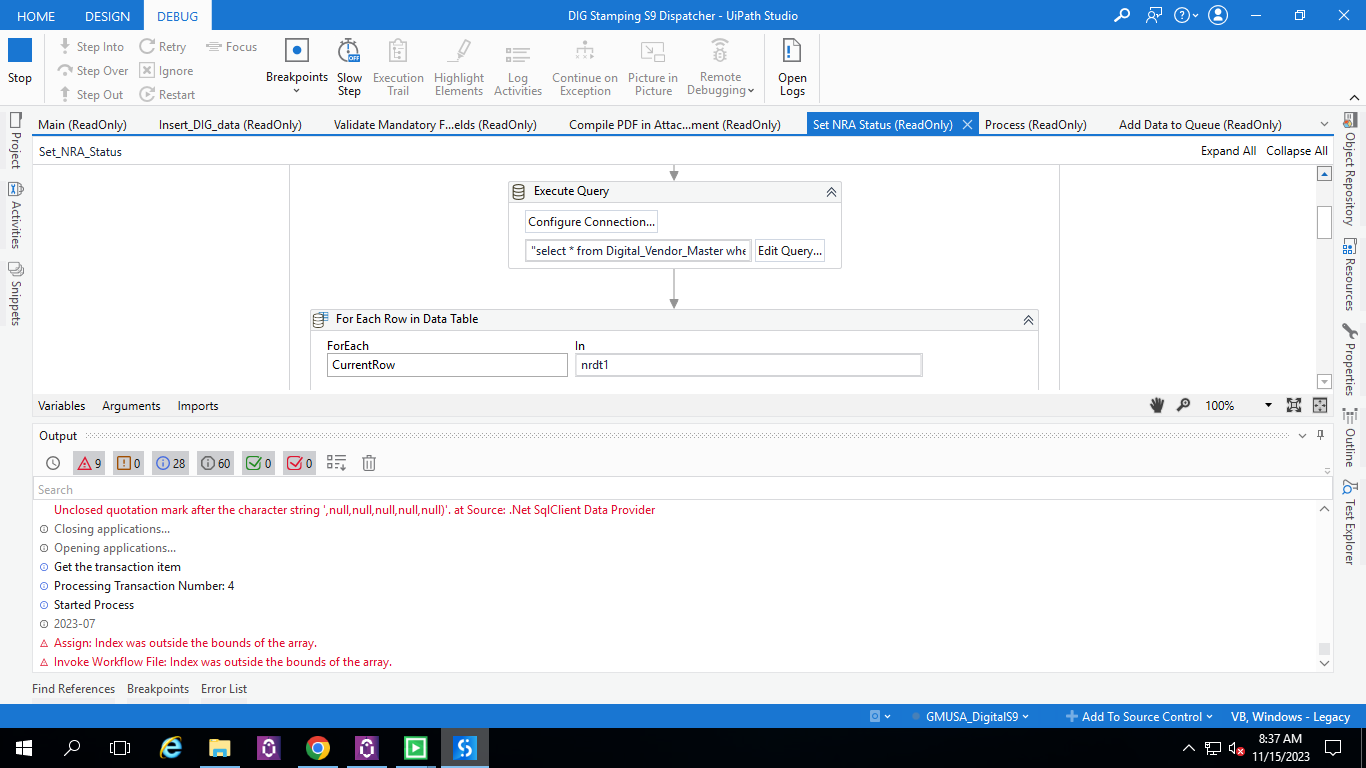 HOME DESIGN DEBUG DIG Stamping S9 Dispatcher - UiPath Studio
Stop
Step Into
Step Over
Step Out
Retry
Ignore
Restart
Focus
Breakpoints
Slow Step
OFF
Execution Trail
Highlight Elements
Log Activities
Continue on Exception
Picture in Picture
Remote Debugging
Open Logs
Main (ReadOnly) Insert_DIG_data (ReadOnly) Validate Mandatory F...elds (ReadOnly) Compile PDF in Attac...ment (ReadOnly) Set NRA Status (ReadOnly) Process (ReadOnly) Add Data to Queue (ReadOnly)
Project
Activities
Snippets
Set_NRA_Status Expand All Collapse All
Execute Query
Configure Connection...
"select * from Digital_Vendor_Master whe Edit Query...
For Each Row in Data Table
ForEach In
CurrentRow nrdt1
Object Repository
Resources
Properties
Outline
Test Explorer
Variables Arguments Imports 100%
Output
9 0 28 60 0 0
Search
Unclosed quotation mark after the character string ',null,null,null,null,null)'. at Source: .Net SqlClient Data Provider
Closing applications...
Opening applications...
Get the transaction item
Processing Transaction Number: 4
Started Process
2023-07
Assign: Index was outside the bounds of the array.
Invoke Workflow File: Index was outside the bounds of the array.
Find References Breakpoints Error List
GMUSA_DigitalS9 Add To Source Control VB, Windows - Legacy
8:37 AM
11/15/2023